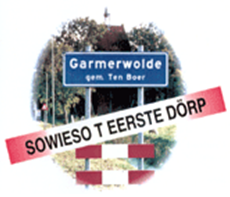 Garmerwolde
gem. Ten Boer
SOWIESO T EERSTE DÖRP